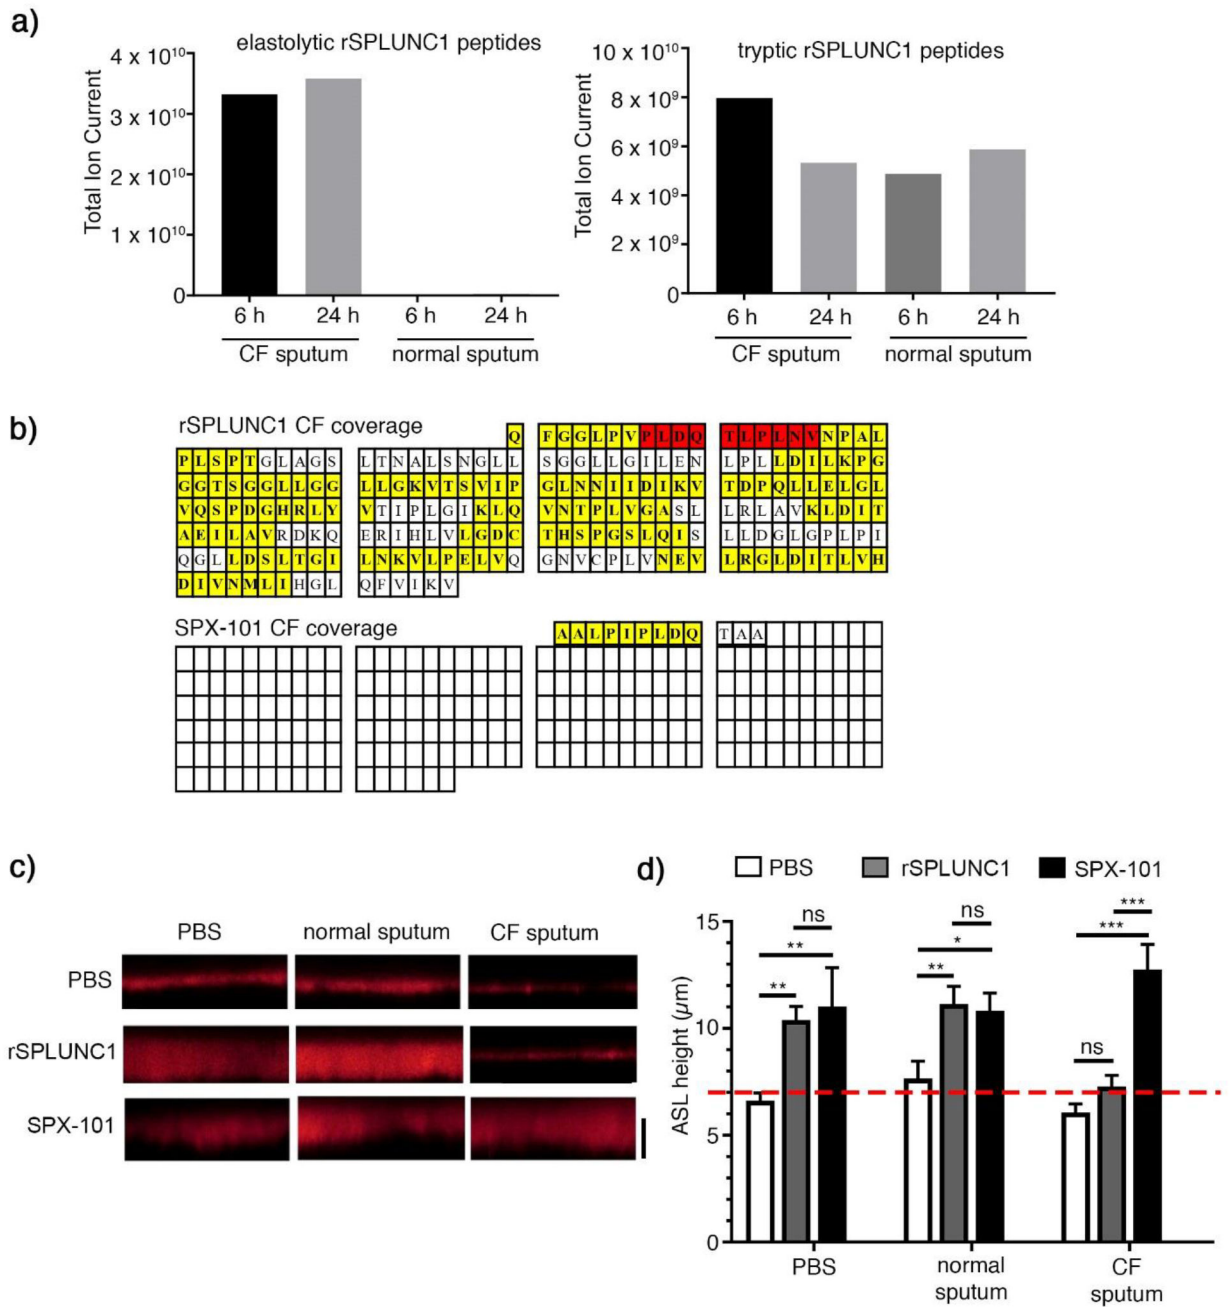 a)
elastolytic rSPLUNC1 peptides
Total Ion Current
4 x 10¹⁰
3 x 10¹⁰
2 x 10¹⁰
1 x 10¹⁰
0
6 h 24 h 6 h 24 h
CF sputum normal sputum
tryptic rSPLUNC1 peptides
Total Ion Current
10 x 10¹⁰
8 x 10⁹
6 x 10⁹
4 x 10⁹
2 x 10⁹
0
6 h 24 h 6 h 24 h
CF sputum normal sputum
b)
rSPLUNC1 CF coverage Q FGGLPVPLDQ TLPLNVNPAL
PLSPTGLAGS LTNALSNGLL SGGLLGILEN LPLLDILKPG
GGTSGGLLGG LLGKVTSVIP GLNNIIDIKV TDPQLLELGL
VQSPDGHRLY VTIPLGIKLQ VNTPLVGASL LRLAVKLDIT
AEILAVRDKQ ERIHLVLGDC THSPGSLQIS LLDGLGPLPI
QGLLDSLTGI LNKVLPELVQ GNVCPLVNEV LRGLDITLVH
DIVNMLIHGL QFVIKV
SPX-101 CF coverage AALPIPLDQ TAA
c)
PBS normal sputum CF sputum
PBS
rSPLUNC1
SPX-101
d)
PBS rSPLUNC1 SPX-101
ASL height (μm)
15
10
5
0
** ** ns
** * ns
ns *** ***
PBS normal sputum CF sputum